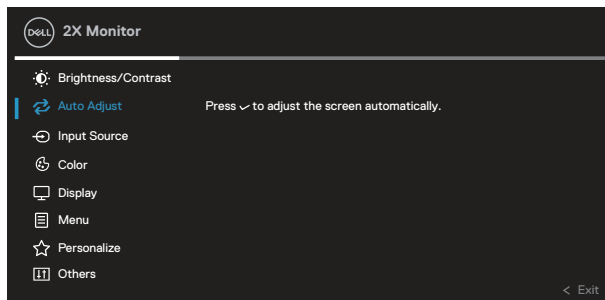 DELL 2X Monitor
Brightness/Contrast
Auto Adjust Press ✓ to adjust the screen automatically.
Input Source
Color
Display
Menu
Personalize
Others
< Exit